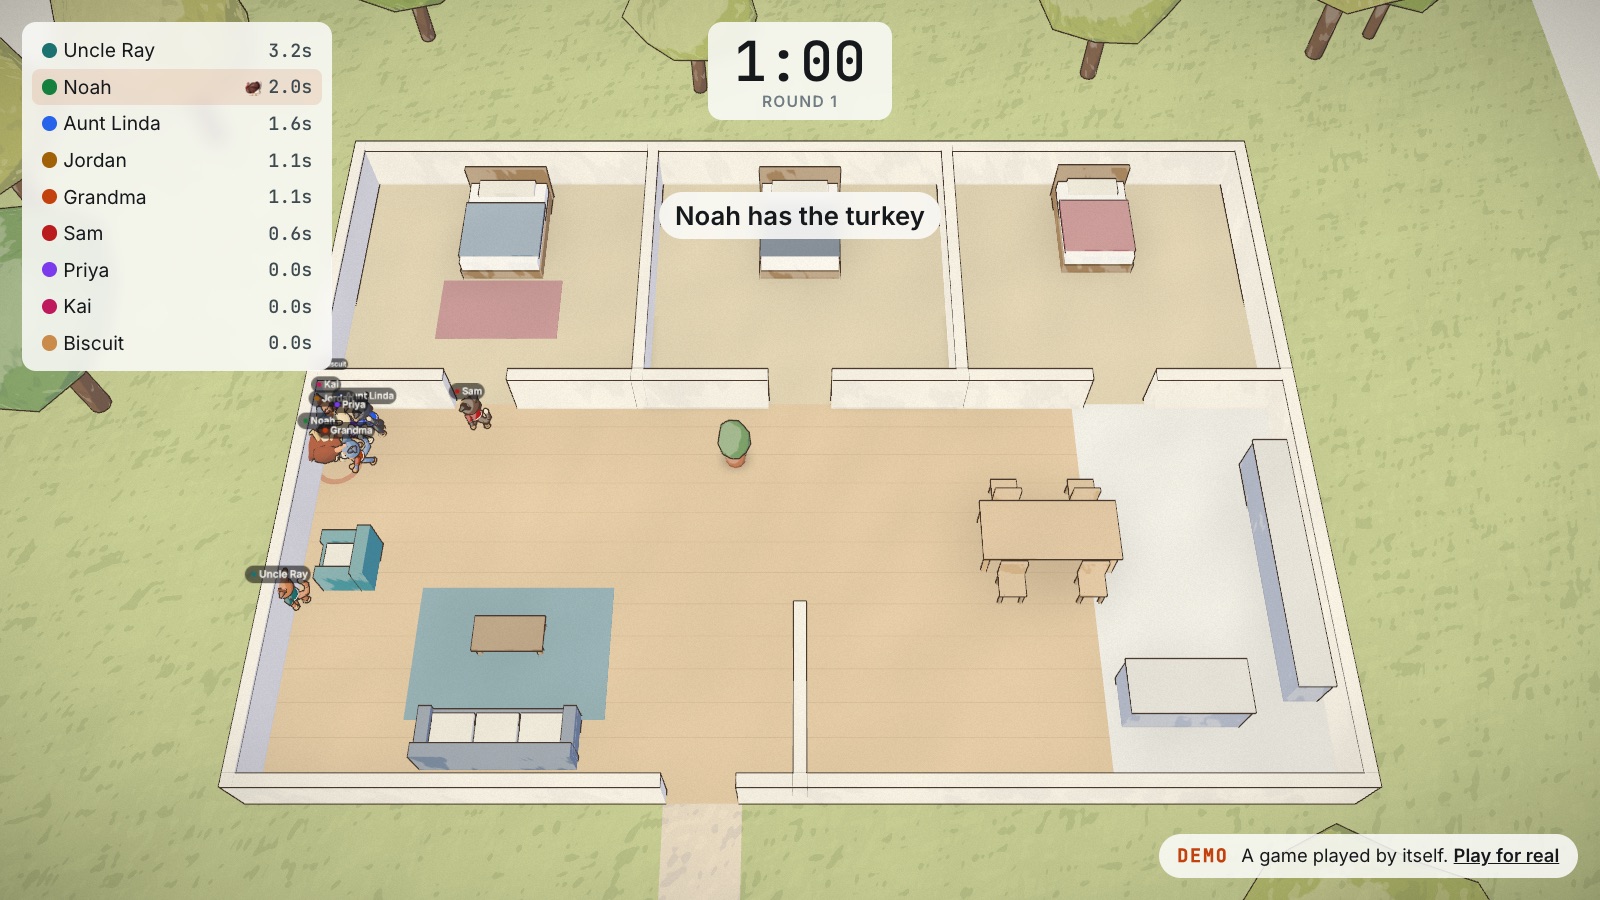 Uncle Ray 3.2s
Noah 2.0s
Aunt Linda 1.6s
Jordan 1.1s
Grandma 1.1s
Sam 0.6s
Priya 0.0s
Kai 0.0s
Biscuit 0.0s
1:00
ROUND 1
Noah has the turkey
Kai
Aunt Linda
Priya
Noah
Grandma
Sam
Uncle Ray
DEMO A game played by itself. Play for real